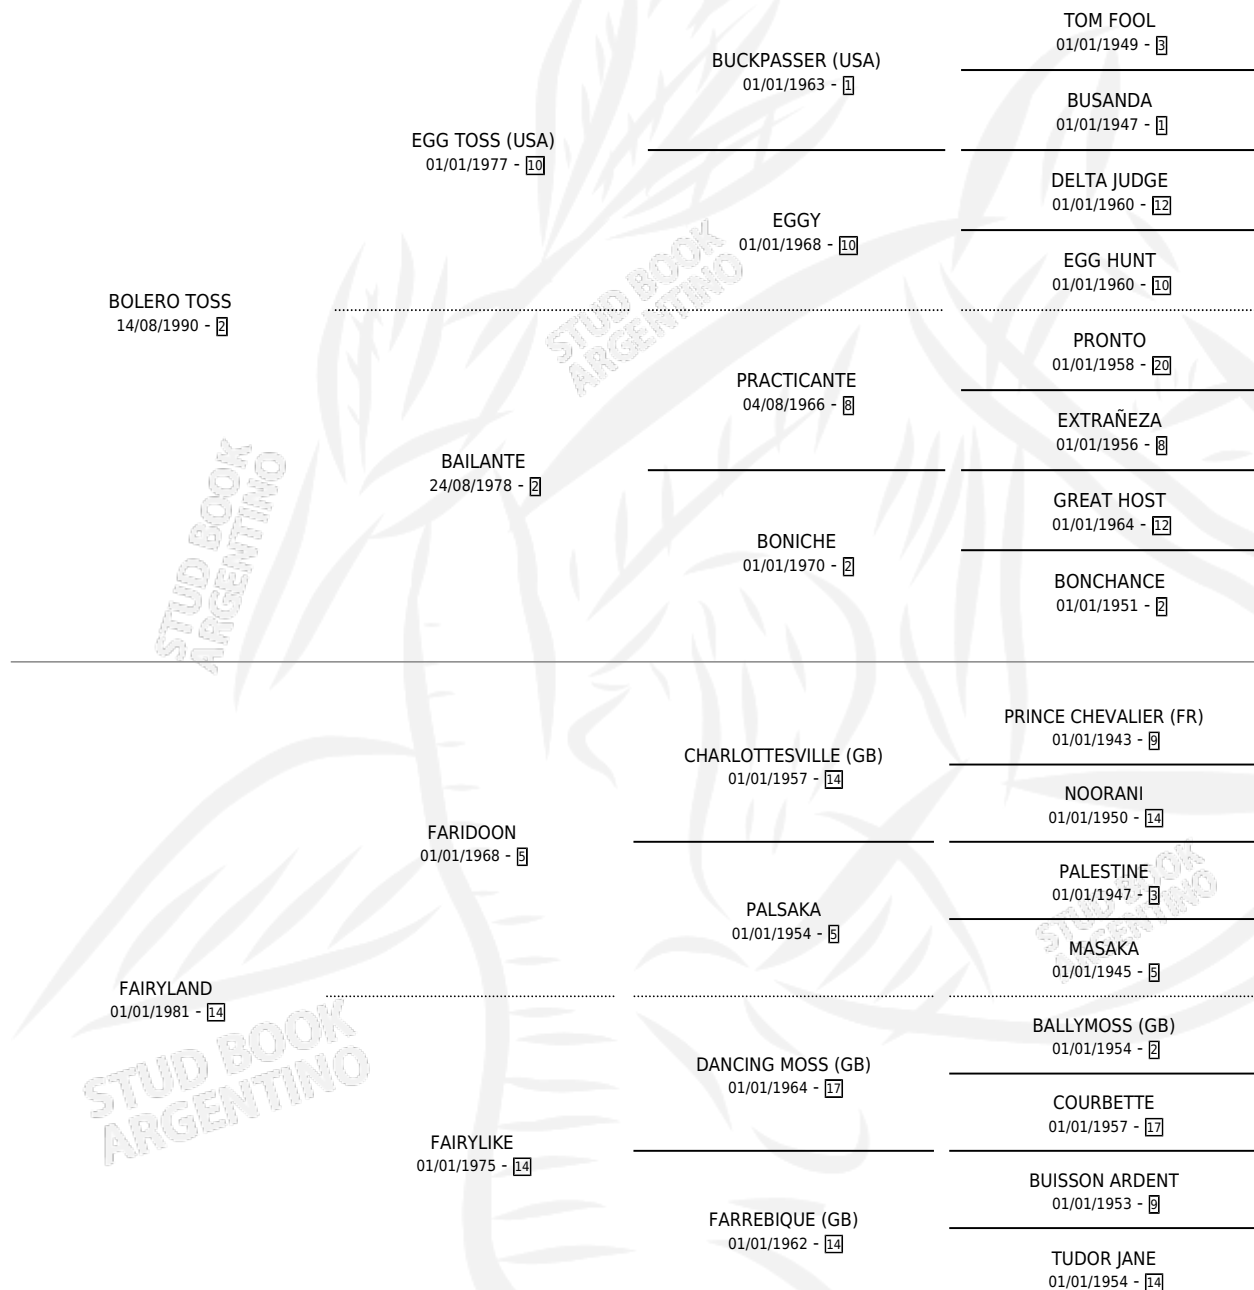 TOM FOOL
01/01/1949 - 3
BUCKPASSER (USA)
01/01/1963 - 1
BUSANDA
01/01/1947 - 1
EGG TOSS (USA)
01/01/1977 - 10
DELTA JUDGE
01/01/1960 - 12
EGGY
01/01/1968 - 10
EGG HUNT
01/01/1960 - 10
BOLERO TOSS
14/08/1990 - 2
PRONTO
01/01/1958 - 20
PRACTICANTE
04/08/1966 - 8
EXTRAÑEZA
01/01/1956 - 8
BAILANTE
24/08/1978 - 2
GREAT HOST
01/01/1964 - 12
BONICHE
01/01/1970 - 2
BONCHANCE
01/01/1951 - 2
PRINCE CHEVALIER (FR)
01/01/1943 - 9
CHARLOTTESVILLE (GB)
01/01/1957 - 14
NOORANI
01/01/1950 - 14
FARIDOON
01/01/1968 - 5
PALESTINE
01/01/1947 - 3
PALSAKA
01/01/1954 - 5
MASAKA
01/01/1945 - 5
FAIRYLAND
01/01/1981 - 14
BALLYMOSS (GB)
01/01/1954 - 2
DANCING MOSS (GB)
01/01/1964 - 17
COURBETTE
01/01/1957 - 17
FAIRYLIKE
01/01/1975 - 14
BUISSON ARDENT
01/01/1953 - 9
FARREBIQUE (GB)
01/01/1962 - 14
TUDOR JANE
01/01/1954 - 14
STUD BOOK
ARGENTINO
STUD BOOK
ARGENTINO
STUD BOOK
ARGENTINO
STUD BOOK
ARGENTINO